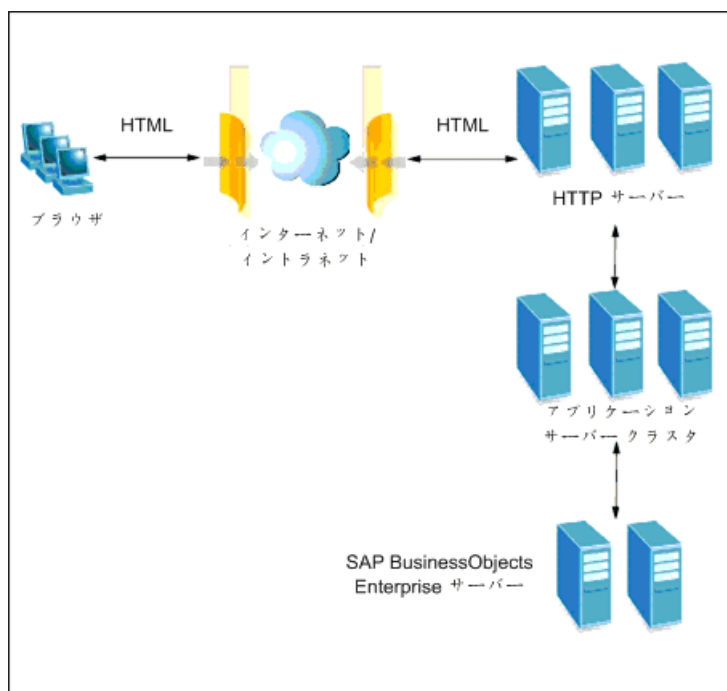 HTML
HTML
ブラウザ
HTTP サーバー
インターネット/
イントラネット
アプリケーション
サーバー クラスタ
SAP BusinessObjects
Enterprise サーバー